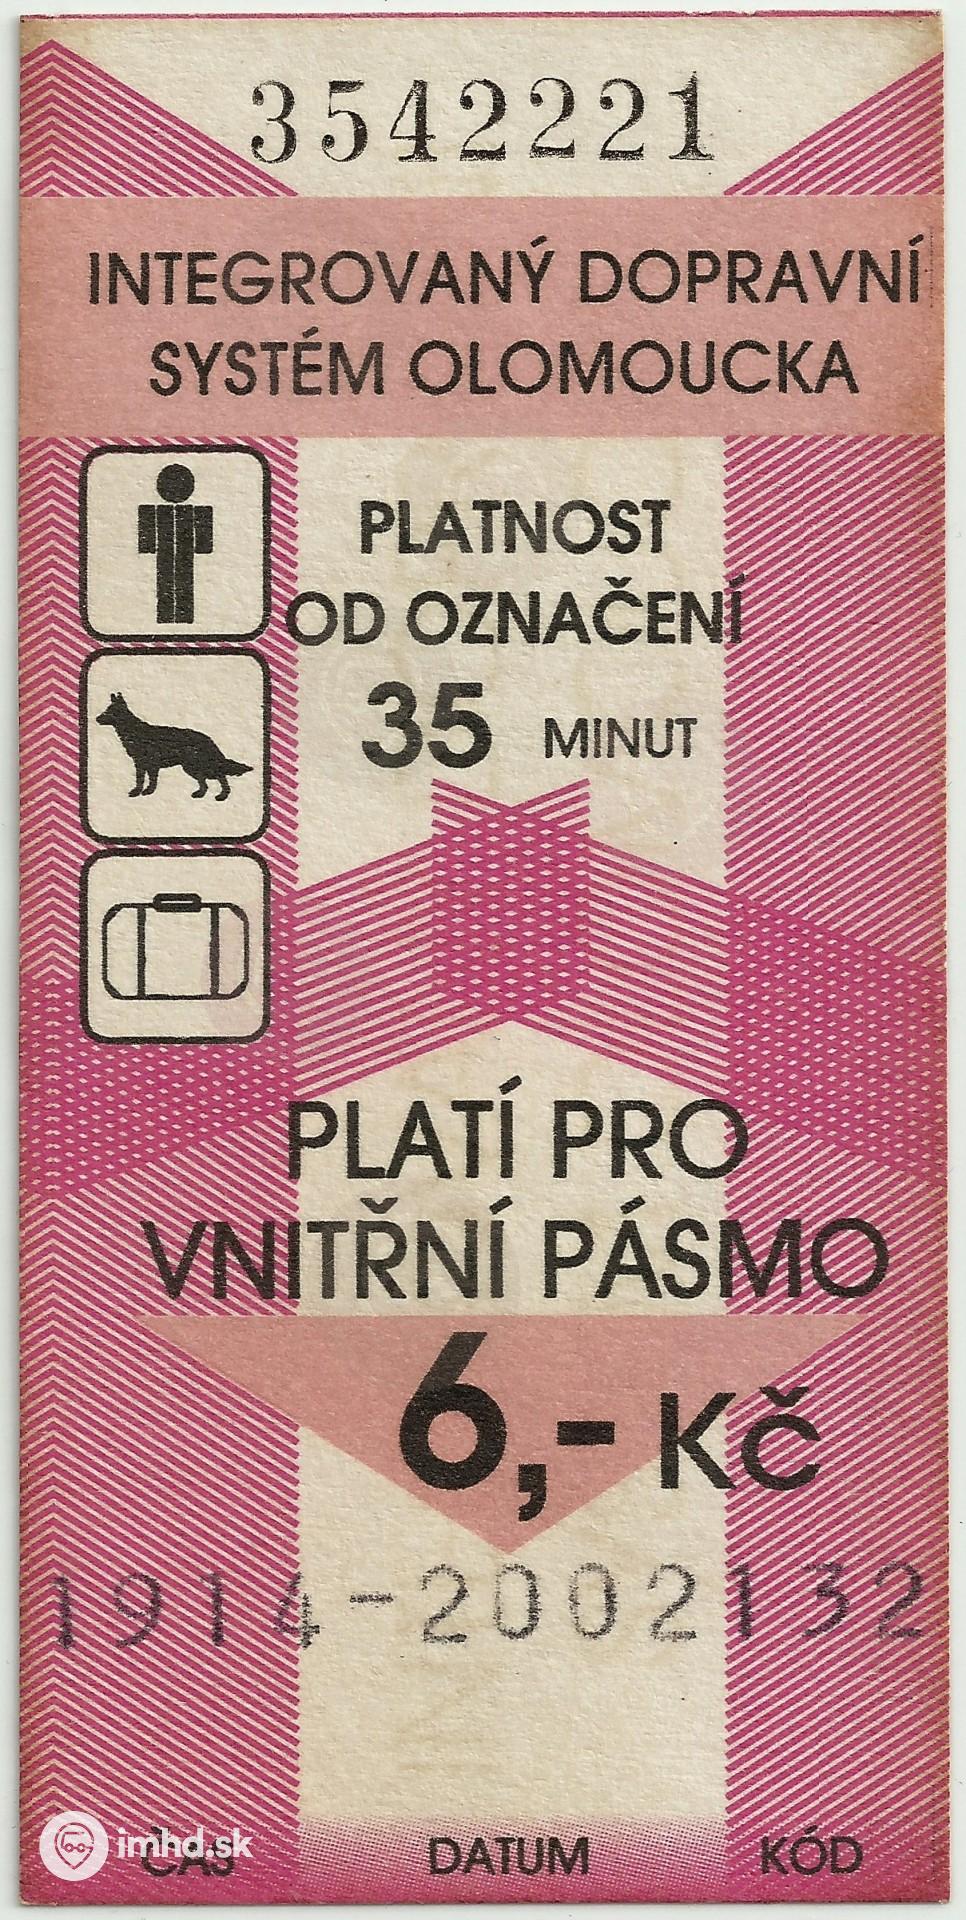 3542221
INTEGROVANÝ DOPRAVNÍ
SYSTÉM OLOMOUCKA
PLATNOST
OD OZNAČENÍ
35 MINUT
PLATÍ PRO
VNITŘNÍ PÁSMO
6,- Kč
1914-2002132
ČAS DATUM KÓD
imhd.sk